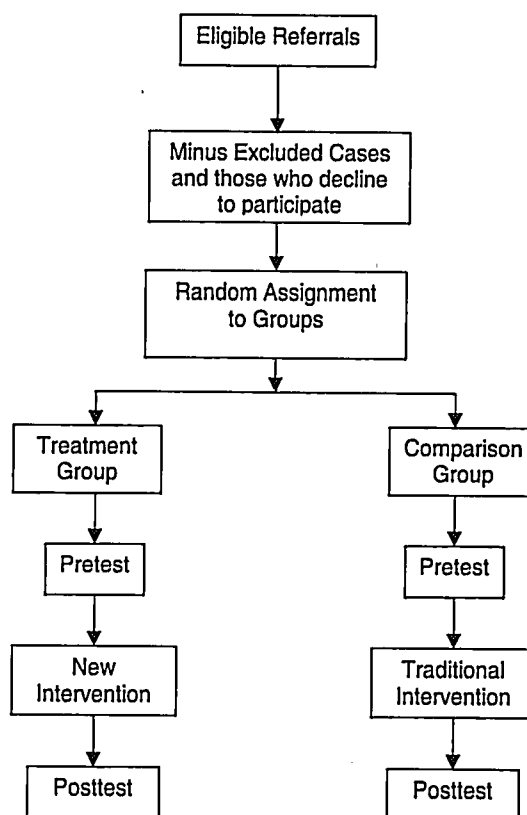 Eligible Referrals
Minus Excluded Cases
and those who decline
to participate
Random Assignment
to Groups
Treatment
Group
Comparison
Group
Pretest
Pretest
New
Intervention
Traditional
Intervention
Posttest
Posttest